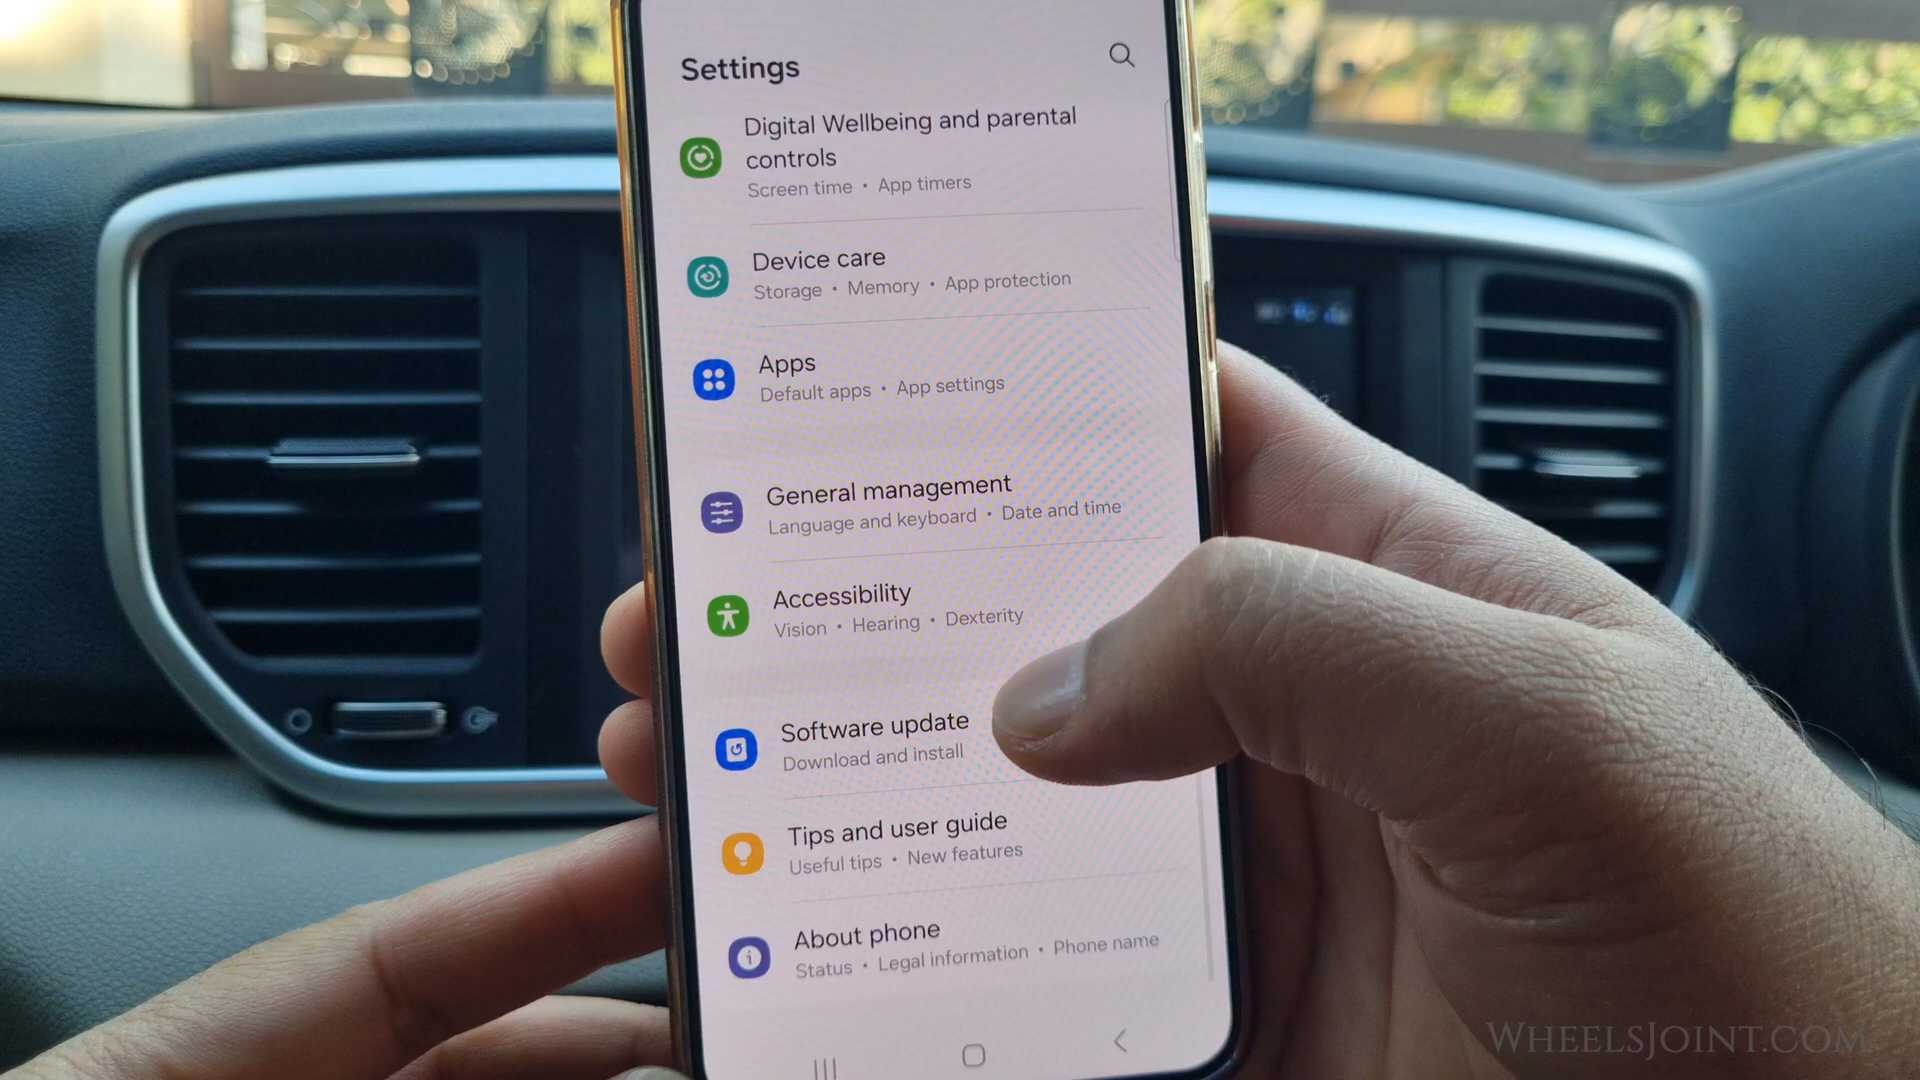 Settings
Digital Wellbeing and parental
controls
Screen time • App timers
Device care
Storage • Memory • App protection
Apps
Default apps • App settings
General management
Language and keyboard • Date and time
Accessibility
Vision • Hearing • Dexterity
Software update
Download and install
Tips and user guide
Useful tips • New features
About phone
Status • Legal information • Phone name
WheelsJoint.com